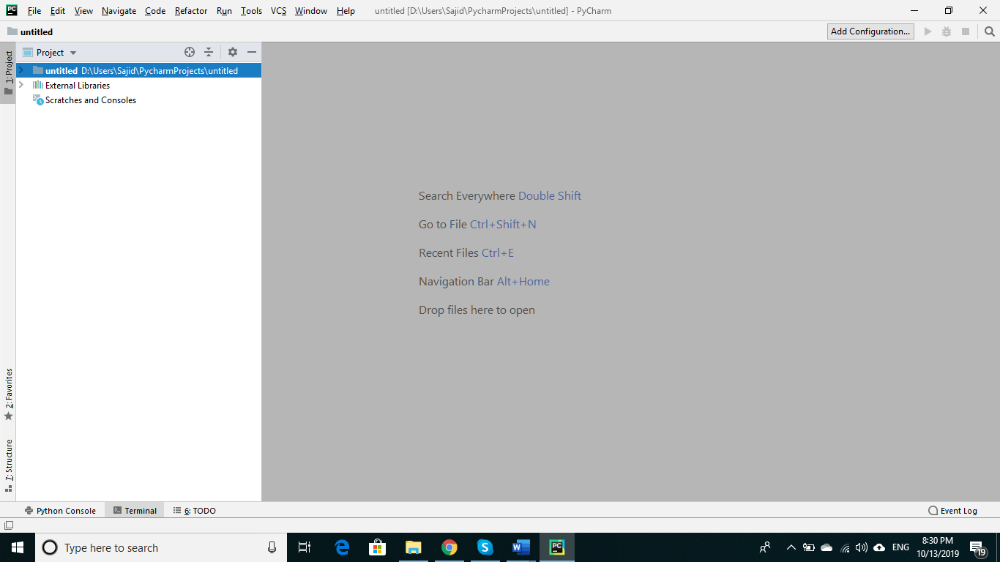 PC File Edit View Navigate Code Refactor Run Tools VCS Window Help untitled [D:\Users\Sajid\PycharmProjects\untitled] - PyCharm
untitled Add Configuration...
1: Project
Project
untitled D:\Users\Sajid\PycharmProjects\untitled
External Libraries
Scratches and Consoles
Search Everywhere Double Shift
Go to File Ctrl+Shift+N
Recent Files Ctrl+E
Navigation Bar Alt+Home
Drop files here to open
2: Favorites
7: Structure
Python Console Terminal 6: TODO Event Log
Type here to search
S W PC
ENG
8:30 PM
10/13/2019
19